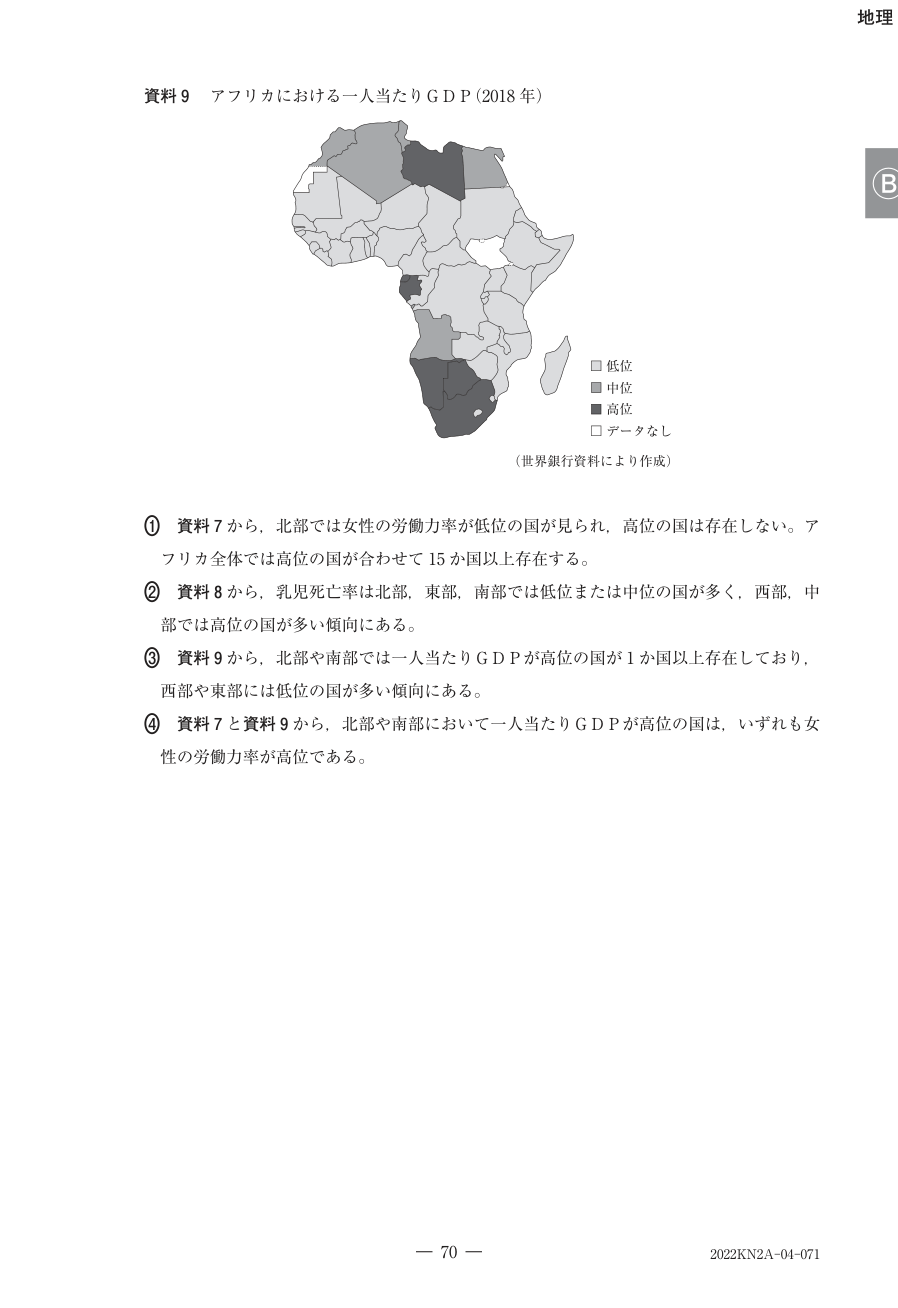 地理
資料9 アフリカにおける一人当たりGDP(2018年)
Ⓑ
低位
中位
高位
データなし
(世界銀行資料により作成)
① 資料7から，北部では女性の労働力率が低位の国が見られ，高位の国は存在しない。ア
フリカ全体では高位の国が合わせて15か国以上存在する。
② 資料8から，乳児死亡率は北部，東部，南部では低位または中位の国が多く，西部，中
部では高位の国が多い傾向にある。
③ 資料9から，北部や南部では一人当たりGDPが高位の国が1か国以上存在しており，
西部や東部には低位の国が多い傾向にある。
④ 資料7と資料9から，北部や南部において一人当たりGDPが高位の国は，いずれも女
性の労働力率が高位である。
― 70 ―
2022KN2A-04-071